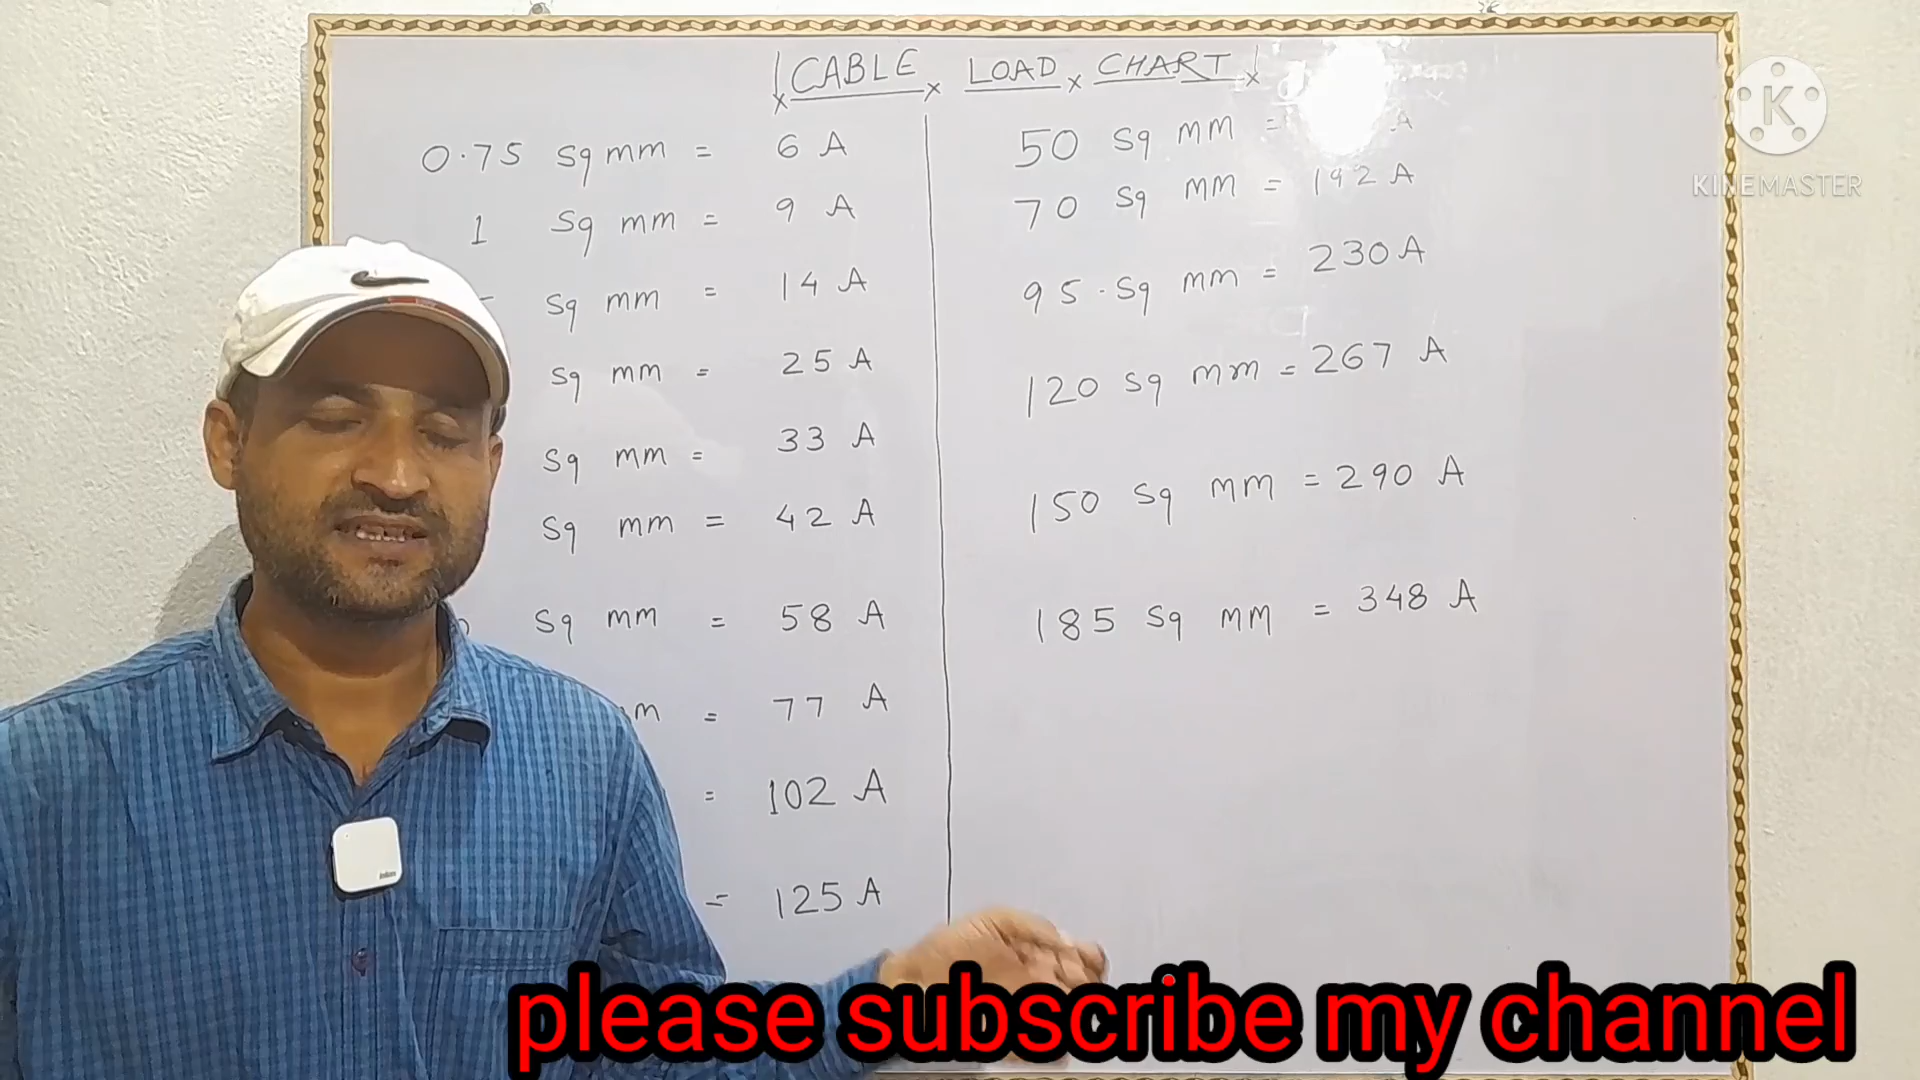 CABLE LOAD CHART
0.75 Sq mm = 6 A
1 Sq mm = 9 A
Sq mm = 14 A
Sq mm = 25 A
Sq mm = 33 A
Sq mm = 42 A
Sq mm = 58 A
m = 77 A
= 102 A
= 125 A
50 Sq mm = A
70 Sq mm = 192 A
95 Sq mm = 230 A
120 Sq mm = 267 A
150 Sq mm = 290 A
185 Sq mm = 348 A
K
KINEMASTER
please subscribe my channel